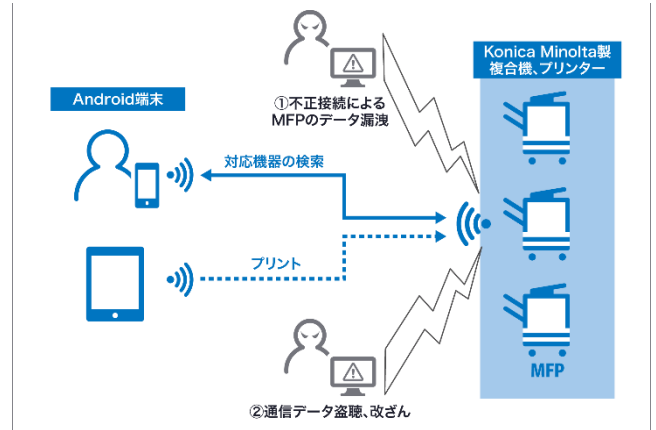 Konica Minolta製
複合機、プリンター
Android端末
①不正接続による
MFPのデータ漏洩
対応機器の検索
プリント
MFP
②通信データ盗聴、改ざん